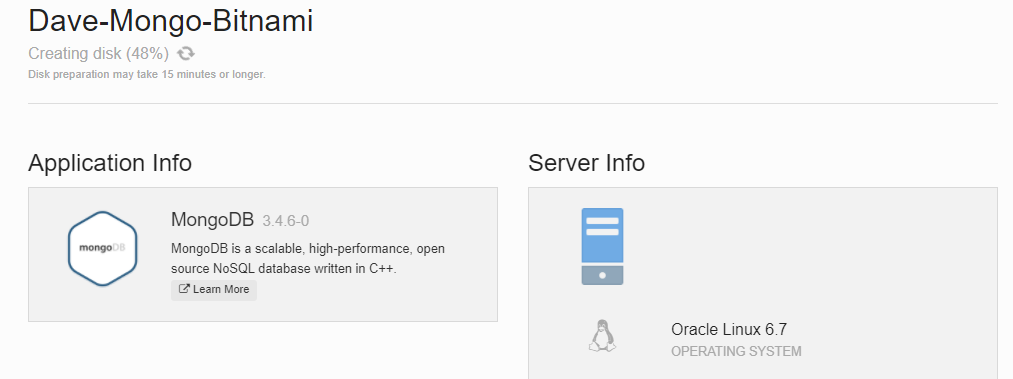 Dave-Mongo-Bitnami
Creating disk (48%)
Disk preparation may take 15 minutes or longer.
Application Info
mongoDB
MongoDB 3.4.6-0
MongoDB is a scalable, high-performance, open
source NoSQL database written in C++.
Learn More
Server Info
Oracle Linux 6.7
OPERATING SYSTEM